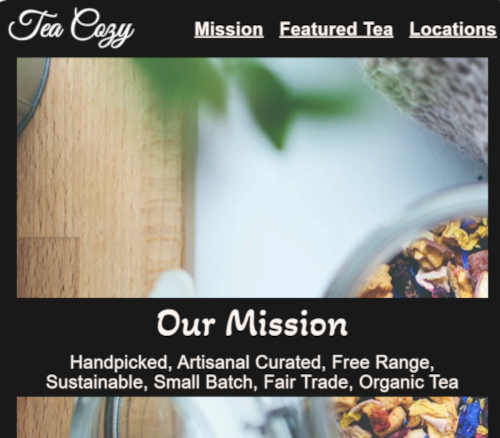 Tea Cozy
Mission Featured Tea Locations
Our Mission
Handpicked, Artisanal Curated, Free Range,
Sustainable, Small Batch, Fair Trade, Organic Tea